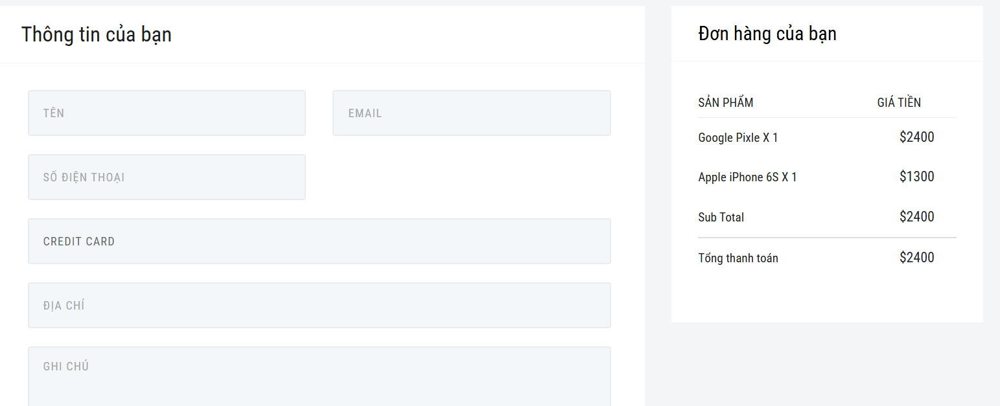 Thông tin của bạn
TÊN
EMAIL
SỐ ĐIỆN THOẠI
CREDIT CARD
ĐỊA CHỈ
GHI CHÚ
Đơn hàng của bạn
SẢN PHẨM GIÁ TIỀN
Google Pixle X 1 $2400
Apple iPhone 6S X 1 $1300
Sub Total $2400
Tổng thanh toán $2400